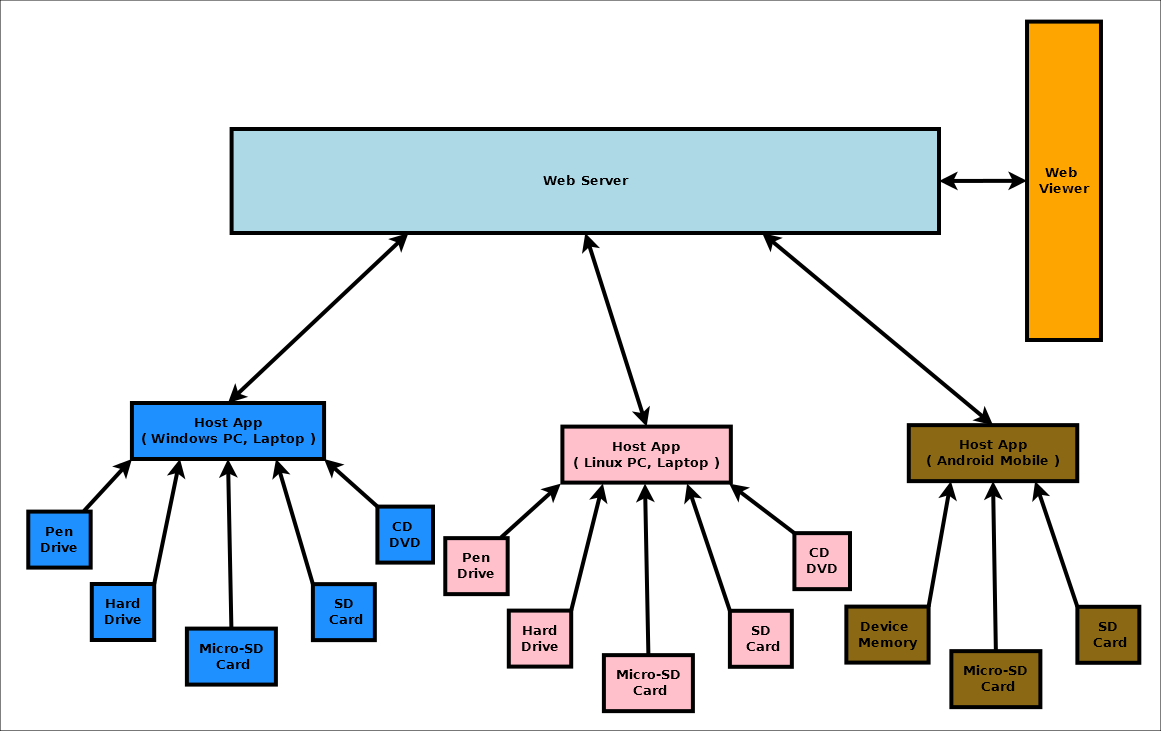 Web Server
Web
Viewer
Host App
( Windows PC, Laptop )
Pen
Drive
Hard
Drive
Micro-SD
Card
SD
Card
CD
DVD
Host App
( Linux PC, Laptop )
Pen
Drive
Hard
Drive
Micro-SD
Card
SD
Card
CD
DVD
Host App
( Android Mobile )
Device
Memory
Micro-SD
Card
SD
Card